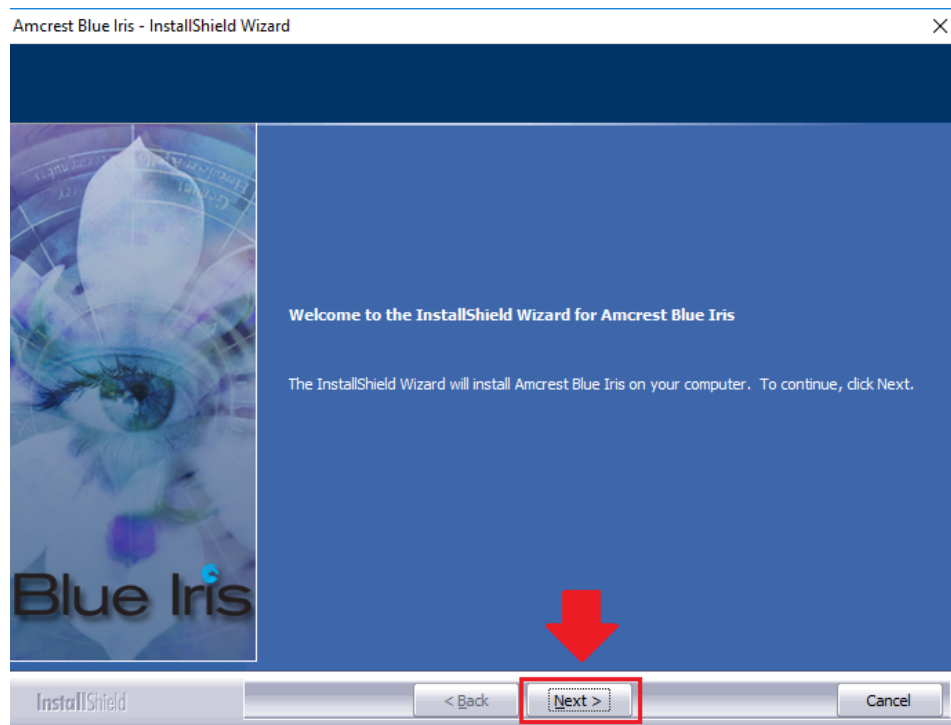 Amcrest Blue Iris - InstallShield Wizard
Welcome to the InstallShield Wizard for Amcrest Blue Iris
The InstallShield Wizard will install Amcrest Blue Iris on your computer. To continue, click Next.
Blue Iris
InstallShield
< Back
Next >
Cancel